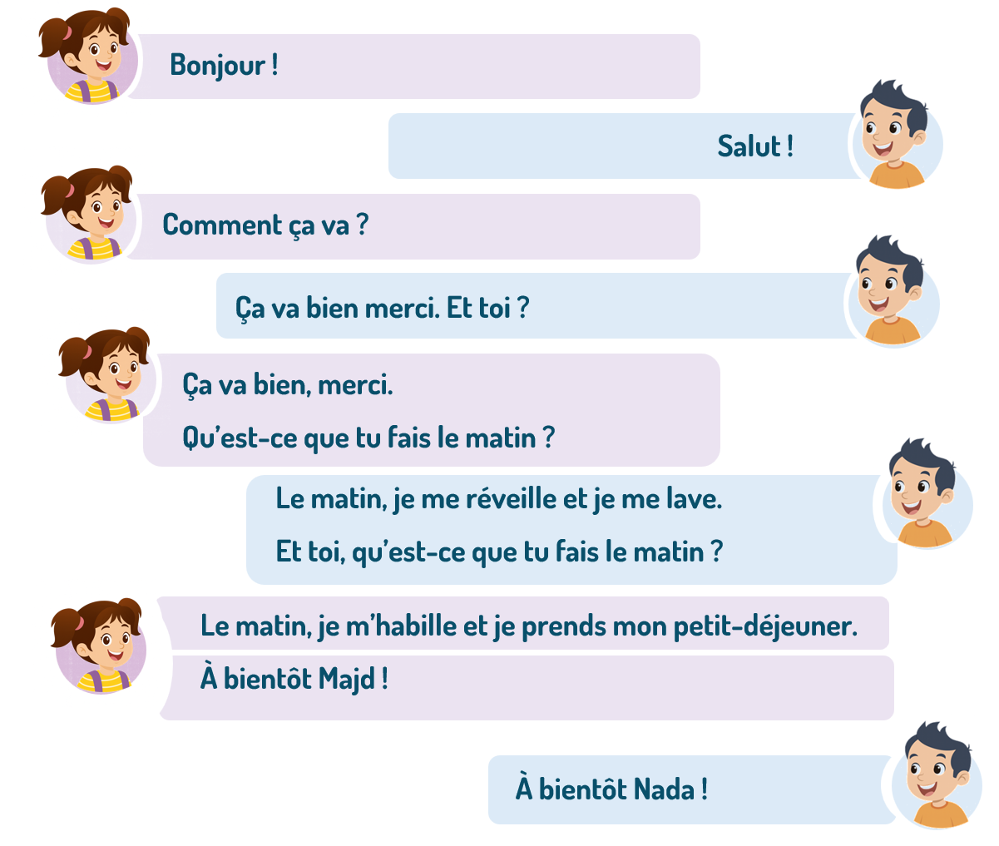 Bonjour !
Salut !
Comment ça va ?
Ça va bien merci. Et toi ?
Ça va bien, merci.
Qu’est-ce que tu fais le matin ?
Le matin, je me réveille et je me lave.
Et toi, qu’est-ce que tu fais le matin ?
Le matin, je m’habille et je prends mon petit-déjeuner.
À bientôt Majd !
À bientôt Nada !